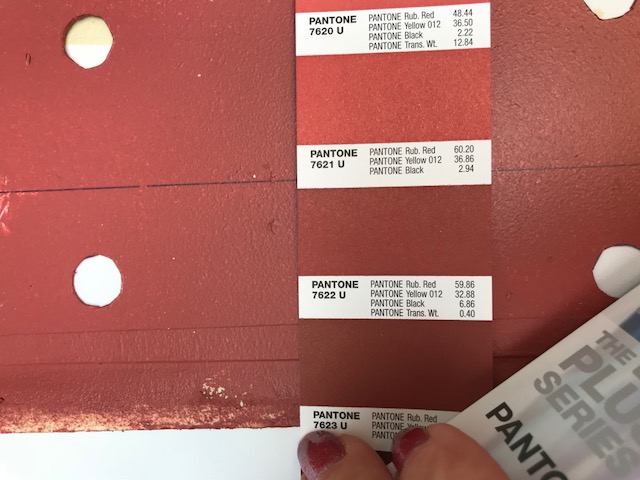 PANTONE
7620 U
PANTONE Rub. Red 48.44
PANTONE Yellow 012 36.50
PANTONE Black 2.22
PANTONE Trans. Wt. 12.84
PANTONE
7621 U
PANTONE Rub. Red 60.20
PANTONE Yellow 012 36.86
PANTONE Black 2.94
PANTONE
7622 U
PANTONE Rub. Red 59.86
PANTONE Yellow 012 32.88
PANTONE Black 6.86
PANTONE Trans. Wt. 0.40
PANTONE
7623 U
PANTONE Rub. Red
PANTONE
THE
PLU
SERIES
PANTO